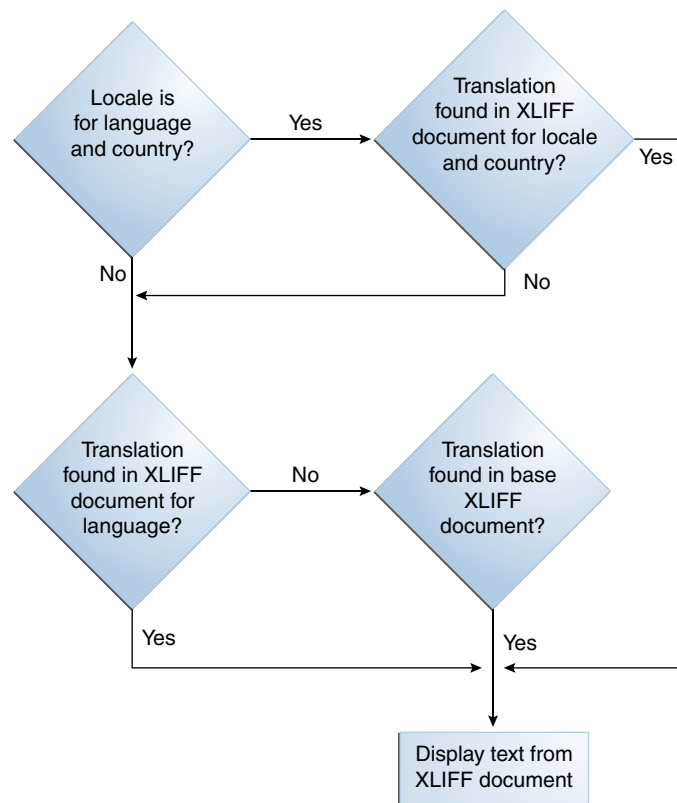 Locale is
for language
and country?
Yes
Translation
found in XLIFF
document for locale
and country?
Yes
No
No
Translation
found in XLIFF
document for
language?
No
Translation
found in base
XLIFF
document?
Yes
Yes
Display text from
XLIFF document